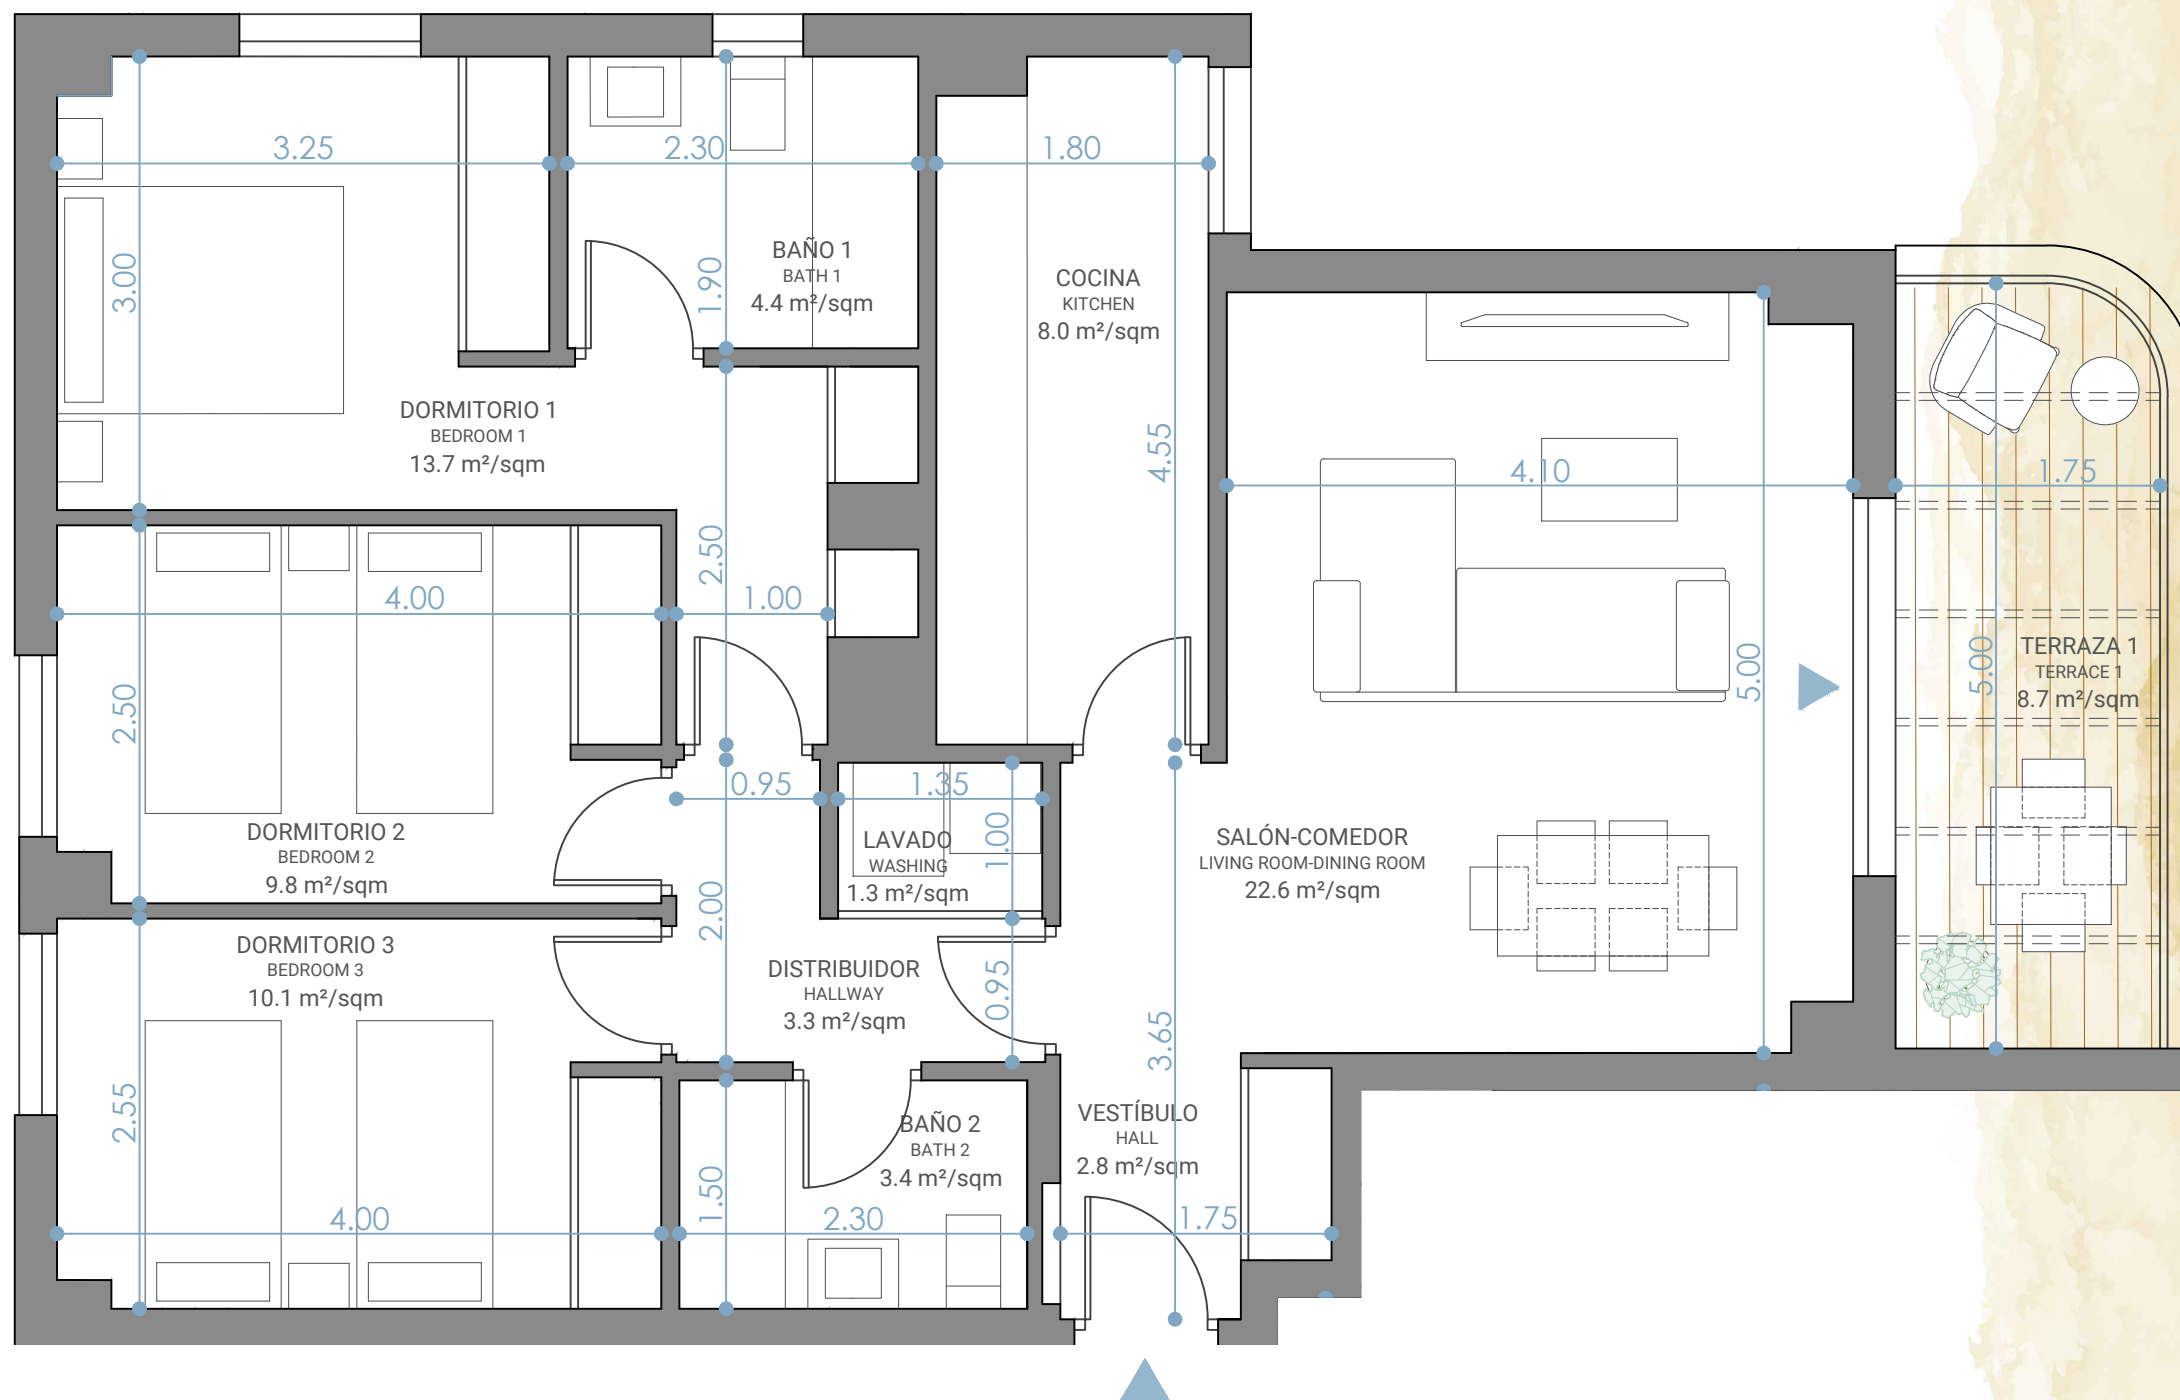 3.25
2.30
1.80
3.00
1.90
BAÑO 1
BATH 1
4.4 m²/sqm
COCINA
KITCHEN
8.0 m²/sqm
DORMITORIO 1
BEDROOM 1
13.7 m²/sqm
4.55
4.10
1.75
2.50
4.00
1.00
2.50
5.00
5.00
TERRAZA 1
TERRACE 1
8.7 m²/sqm
0.95
1.35
1.00
DORMITORIO 2
BEDROOM 2
9.8 m²/sqm
LAVADO
WASHING
1.3 m²/sqm
SALÓN-COMEDOR
LIVING ROOM-DINING ROOM
22.6 m²/sqm
2.00
DORMITORIO 3
BEDROOM 3
10.1 m²/sqm
DISTRIBUIDOR
HALLWAY
3.3 m²/sqm
0.95
3.65
2.55
BAÑO 2
BATH 2
3.4 m²/sqm
VESTÍBULO
HALL
2.8 m²/sqm
1.50
4.00
2.30
1.75